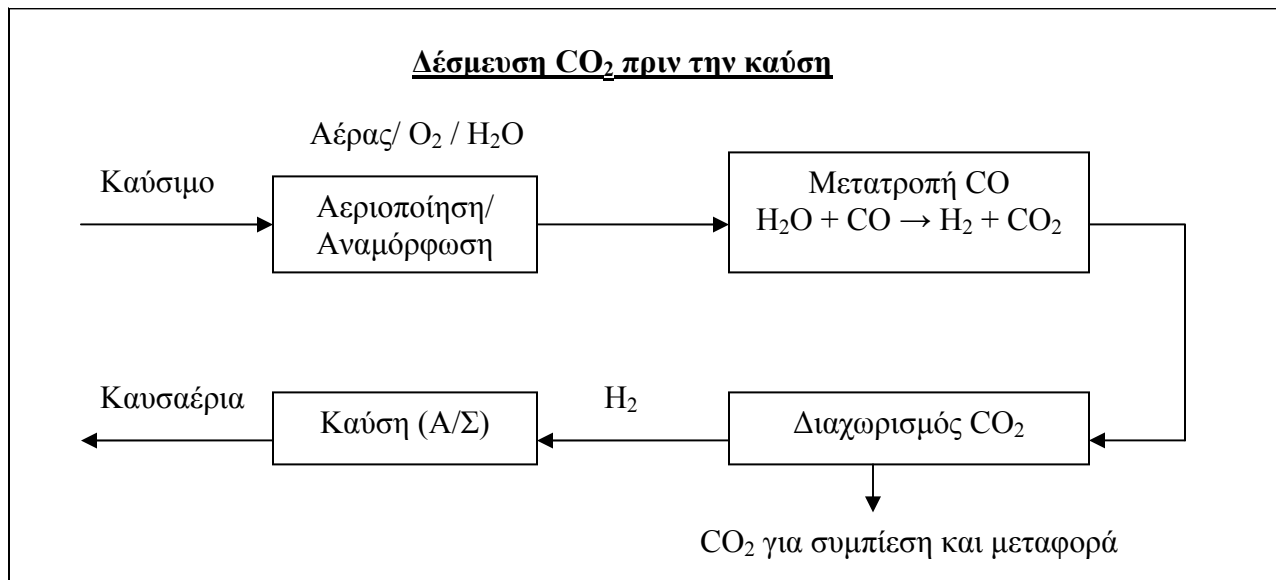 Δέσμευση CO₂ πριν την καύση
Αέρας/ O₂ / H₂O
Καύσιμο
Αεριοποίηση/
Αναμόρφωση
Μετατροπή CO
H₂O + CO → H₂ + CO₂
Καυσαέρια
Καύση (Α/Σ)
H₂
Διαχωρισμός CO₂
CO₂ για συμπίεση και μεταφορά